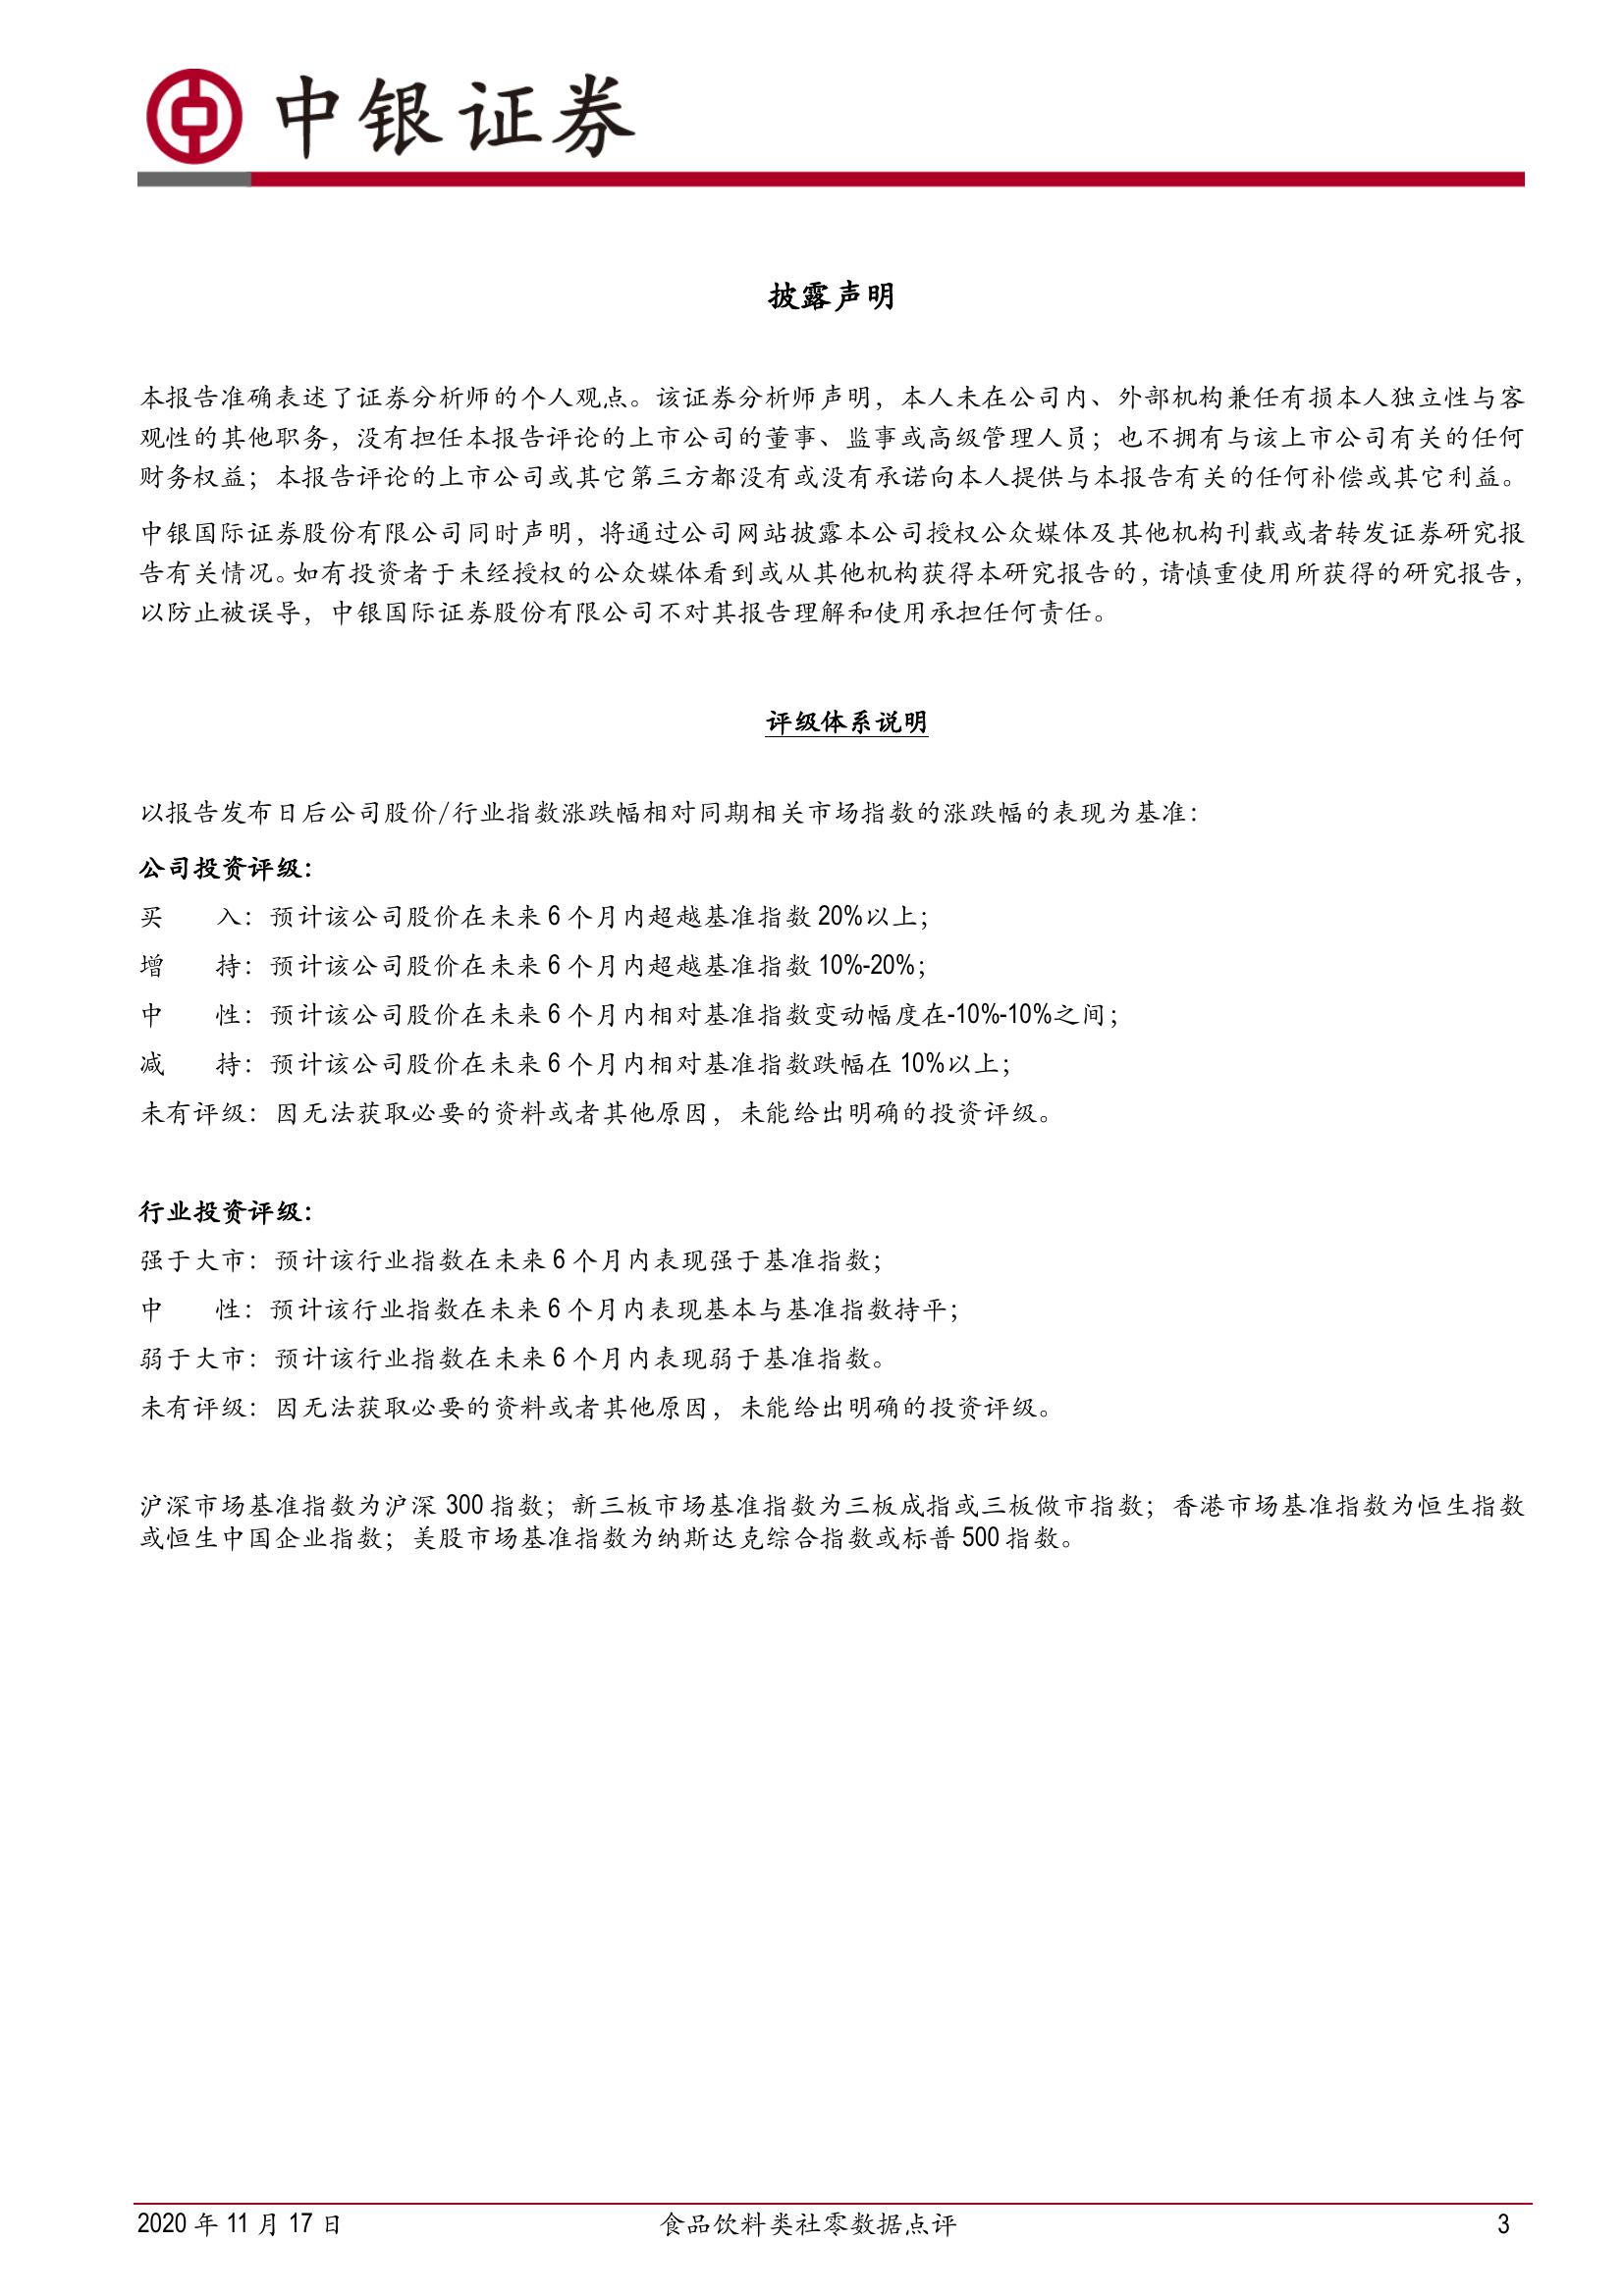 中银证券
披露声明
本报告准确表述了证券分析师的个人观点。该证券分析师声明，本人未在公司内、外部机构兼任有损本人独立性与客
观性的其他职务，没有担任本报告评论的上市公司的董事、监事或高级管理人员；也不拥有与该上市公司有关的任何
财务权益；本报告评论的上市公司或其它第三方都没有或没有承诺向本人提供与本报告有关的任何补偿或其它利益。
中银国际证券股份有限公司同时声明，将通过公司网站披露本公司授权公众媒体及其他机构刊载或者转发证券研究报
告有关情况。如有投资者于未经授权的公众媒体看到或从其他机构获得本研究报告的，请慎重使用所获得的研究报告，
以防止被误导，中银国际证券股份有限公司不对其报告理解和使用承担任何责任。
评级体系说明
以报告发布日后公司股价/行业指数涨跌幅相对同期相关市场指数的涨跌幅的表现为基准：
公司投资评级：
买 入：预计该公司股价在未来 6 个月内超越基准指数 20%以上；
增 持：预计该公司股价在未来 6 个月内超越基准指数 10%-20%；
中 性：预计该公司股价在未来 6 个月内相对基准指数变动幅度在-10%-10%之间；
减 持：预计该公司股价在未来 6 个月内相对基准指数跌幅在 10%以上；
未有评级：因无法获取必要的资料或者其他原因，未能给出明确的投资评级。
行业投资评级：
强于大市：预计该行业指数在未来 6 个月内表现强于基准指数；
中 性：预计该行业指数在未来 6 个月内表现基本与基准指数持平；
弱于大市：预计该行业指数在未来 6 个月内表现弱于基准指数。
未有评级：因无法获取必要的资料或者其他原因，未能给出明确的投资评级。
沪深市场基准指数为沪深 300 指数；新三板市场基准指数为三板成指或三板做市指数；香港市场基准指数为恒生指数
或恒生中国企业指数；美股市场基准指数为纳斯达克综合指数或标普 500 指数。
2020 年 11 月 17 日 食品饮料类社零数据点评 3